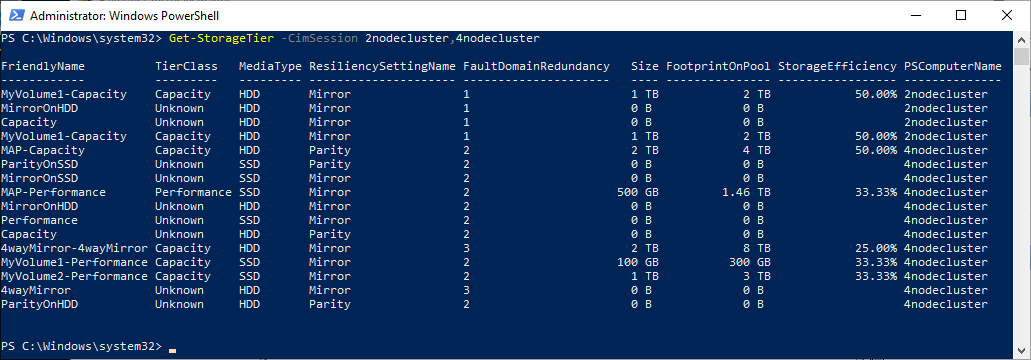 Administrator: Windows PowerShell
PS C:\Windows\system32> Get-StorageTier -CimSession 2nodecluster,4nodecluster
FriendlyName TierClass MediaType ResiliencySettingName FaultDomainRedundancy Size FootprintOnPool StorageEfficiency PSComputerName
------------ --------- --------- --------------------- --------------------- ---- --------------- ----------------- --------------
MyVolume1-Capacity Capacity HDD Mirror 1 1 TB 2 TB 50.00% 2nodecluster
MirrorOnHDD Unknown HDD Mirror 1 0 B 0 B 2nodecluster
Capacity Unknown HDD Mirror 1 0 B 0 B 2nodecluster
MyVolume1-Capacity Capacity HDD Mirror 1 1 TB 2 TB 50.00% 2nodecluster
MAP-Capacity Capacity HDD Parity 2 2 TB 4 TB 50.00% 4nodecluster
ParityOnSSD Unknown SSD Parity 2 0 B 0 B 4nodecluster
MirrorOnSSD Unknown SSD Mirror 2 0 B 0 B 4nodecluster
MAP-Performance Performance SSD Mirror 2 500 GB 1.46 TB 33.33% 4nodecluster
MirrorOnHDD Unknown HDD Mirror 2 0 B 0 B 4nodecluster
Performance Unknown SSD Mirror 2 0 B 0 B 4nodecluster
Capacity Unknown HDD Parity 2 0 B 0 B 4nodecluster
4wayMirror-4wayMirror Capacity HDD Mirror 3 2 TB 8 TB 25.00% 4nodecluster
MyVolume1-Performance Capacity SSD Mirror 2 100 GB 300 GB 33.33% 4nodecluster
MyVolume2-Performance Capacity SSD Mirror 2 1 TB 3 TB 33.33% 4nodecluster
4wayMirror Unknown HDD Mirror 3 0 B 0 B 4nodecluster
ParityOnHDD Unknown HDD Parity 2 0 B 0 B 4nodecluster
PS C:\Windows\system32>